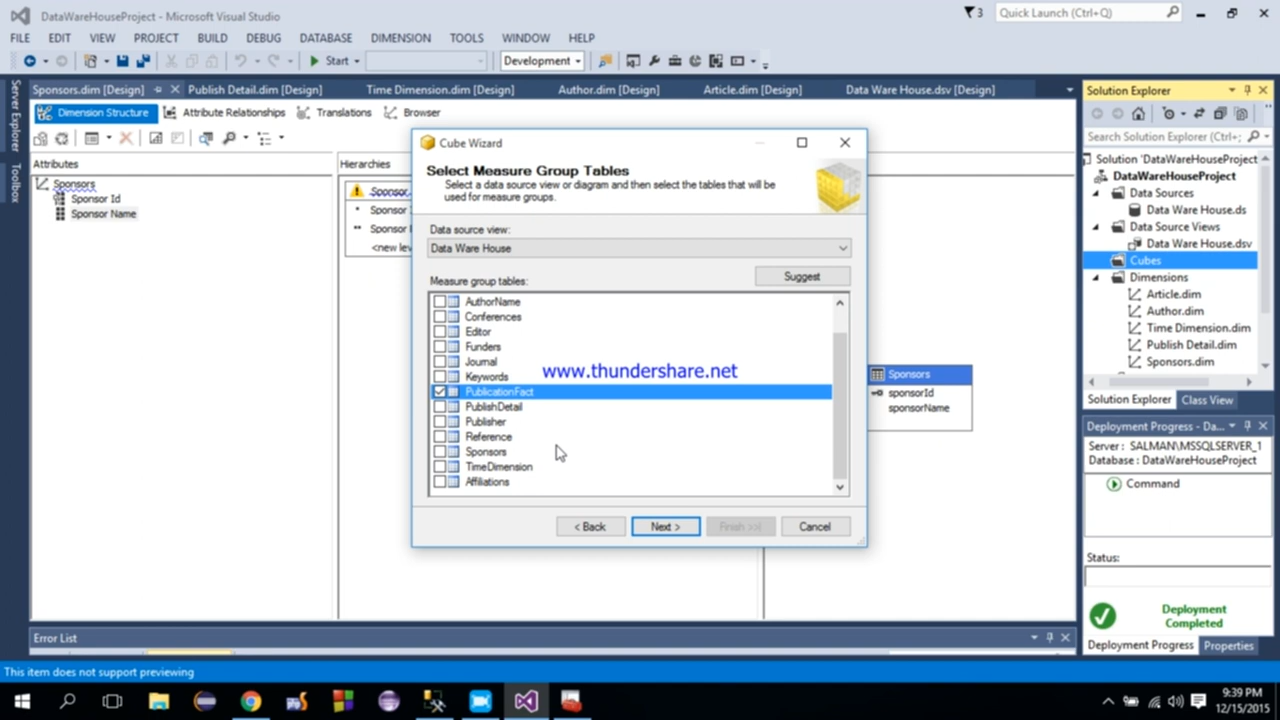 DataWareHouseProject - Microsoft Visual Studio
3
Quick Launch (Ctrl+Q)
FILE EDIT VIEW PROJECT BUILD DEBUG DATABASE DIMENSION TOOLS WINDOW HELP
Start
Development
Server Explorer
Toolbox
Sponsors.dim [Design] Publish Detail.dim [Design] Time Dimension.dim [Design] Author.dim [Design] Article.dim [Design] Data Ware House.dsv [Design]
Dimension Structure Attribute Relationships Translations Browser
Attributes
Sponsors
Sponsor Id
Sponsor Name
Hierarchies
Sponsor
Sponsor
Sponsor
<new lev
Cube Wizard
Select Measure Group Tables
Select a data source view or diagram and then select the tables that will be
used for measure groups.
Data source view:
Data Ware House
Suggest
Measure group tables:
AuthorName
Conferences
Editor
Funders
Journal
Keywords
PublicationFact
PublishDetail
Publisher
Reference
Sponsors
TimeDimension
Affiliations
www.thundershare.net
< Back Next > Finish >>| Cancel
Sponsors
sponsorId
sponsorName
Solution Explorer
Search Solution Explorer (Ctrl+;
Solution 'DataWareHouseProject
DataWareHouseProject
Data Sources
Data Ware House.ds
Data Source Views
Data Ware House.dsv
Cubes
Dimensions
Article.dim
Author.dim
Time Dimension.dim
Publish Detail.dim
Sponsors.dim
Solution Explorer Class View
Deployment Progress - Da...
Server : SALMAN\MSSQLSERVER_1
Database : DataWareHouseProject
Command
Status:
Deployment
Completed
Deployment Progress Properties
Error List
This item does not support previewing
9:39 PM
12/15/2015